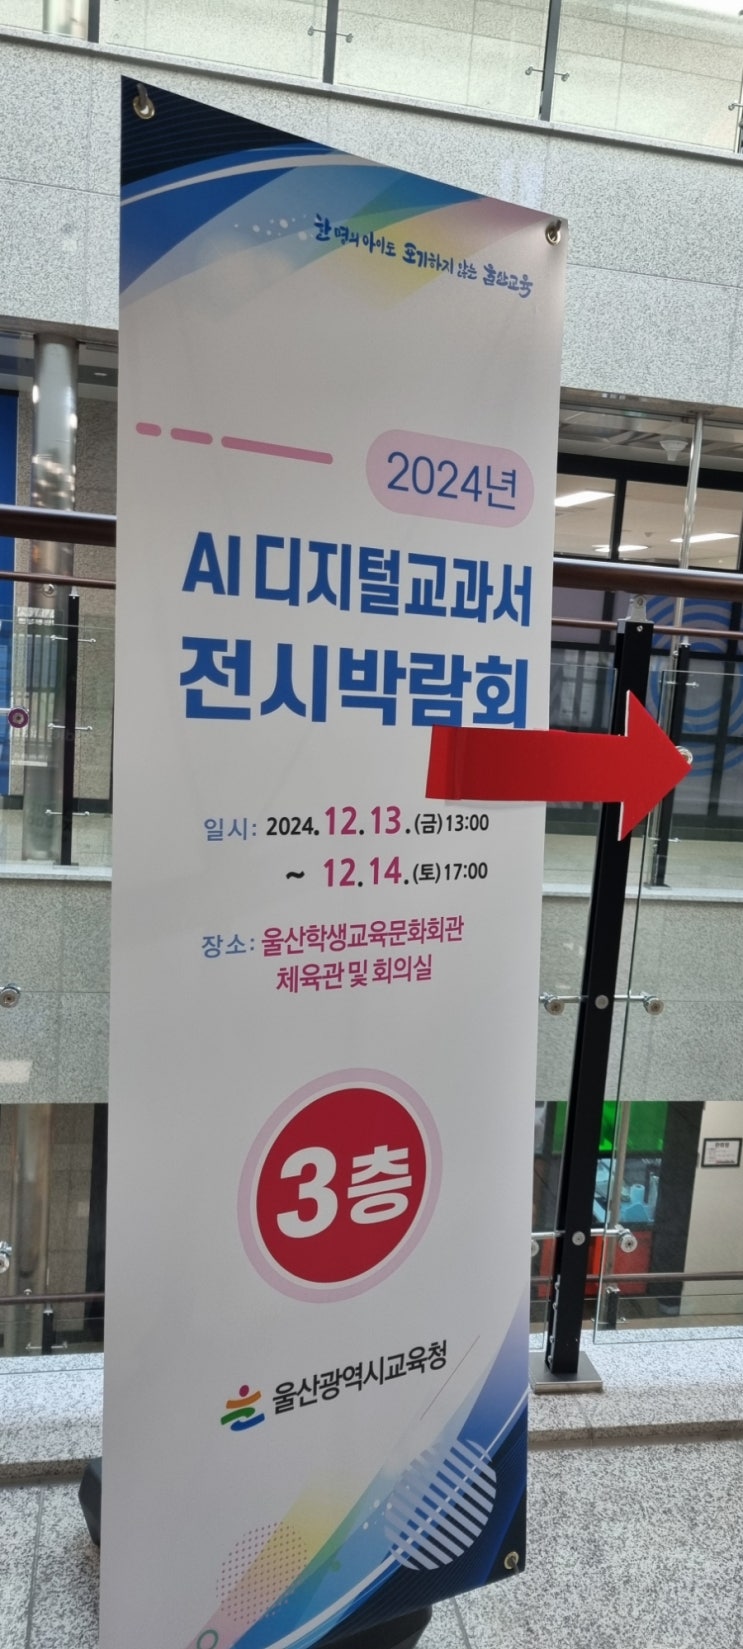 한 명의 아이도 포기하지 않는 울산교육
2024년
AI 디지털교과서
전시박람회
일시: 2024. 12. 13. (금) 13:00
~ 12. 14. (토) 17:00
장소: 울산학생교육문화회관
체육관 및 회의실
3층
울산광역시교육청